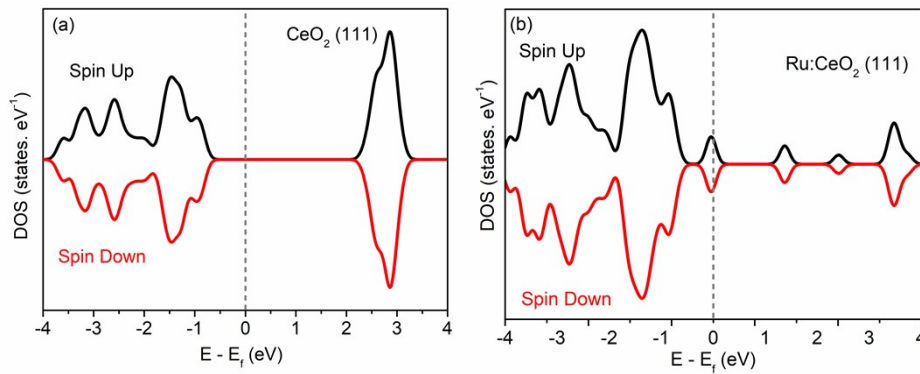 (a)
CeO₂ (111)
Spin Up
Spin Down
DOS (states. eV⁻¹)
-4 -3 -2 -1 0 1 2 3 4
E - E_f (eV)
(b)
Ru:CeO₂ (111)
Spin Up
Spin Down
DOS (states. eV⁻¹)
-4 -3 -2 -1 0 1 2 3 4
E - E_f (eV)